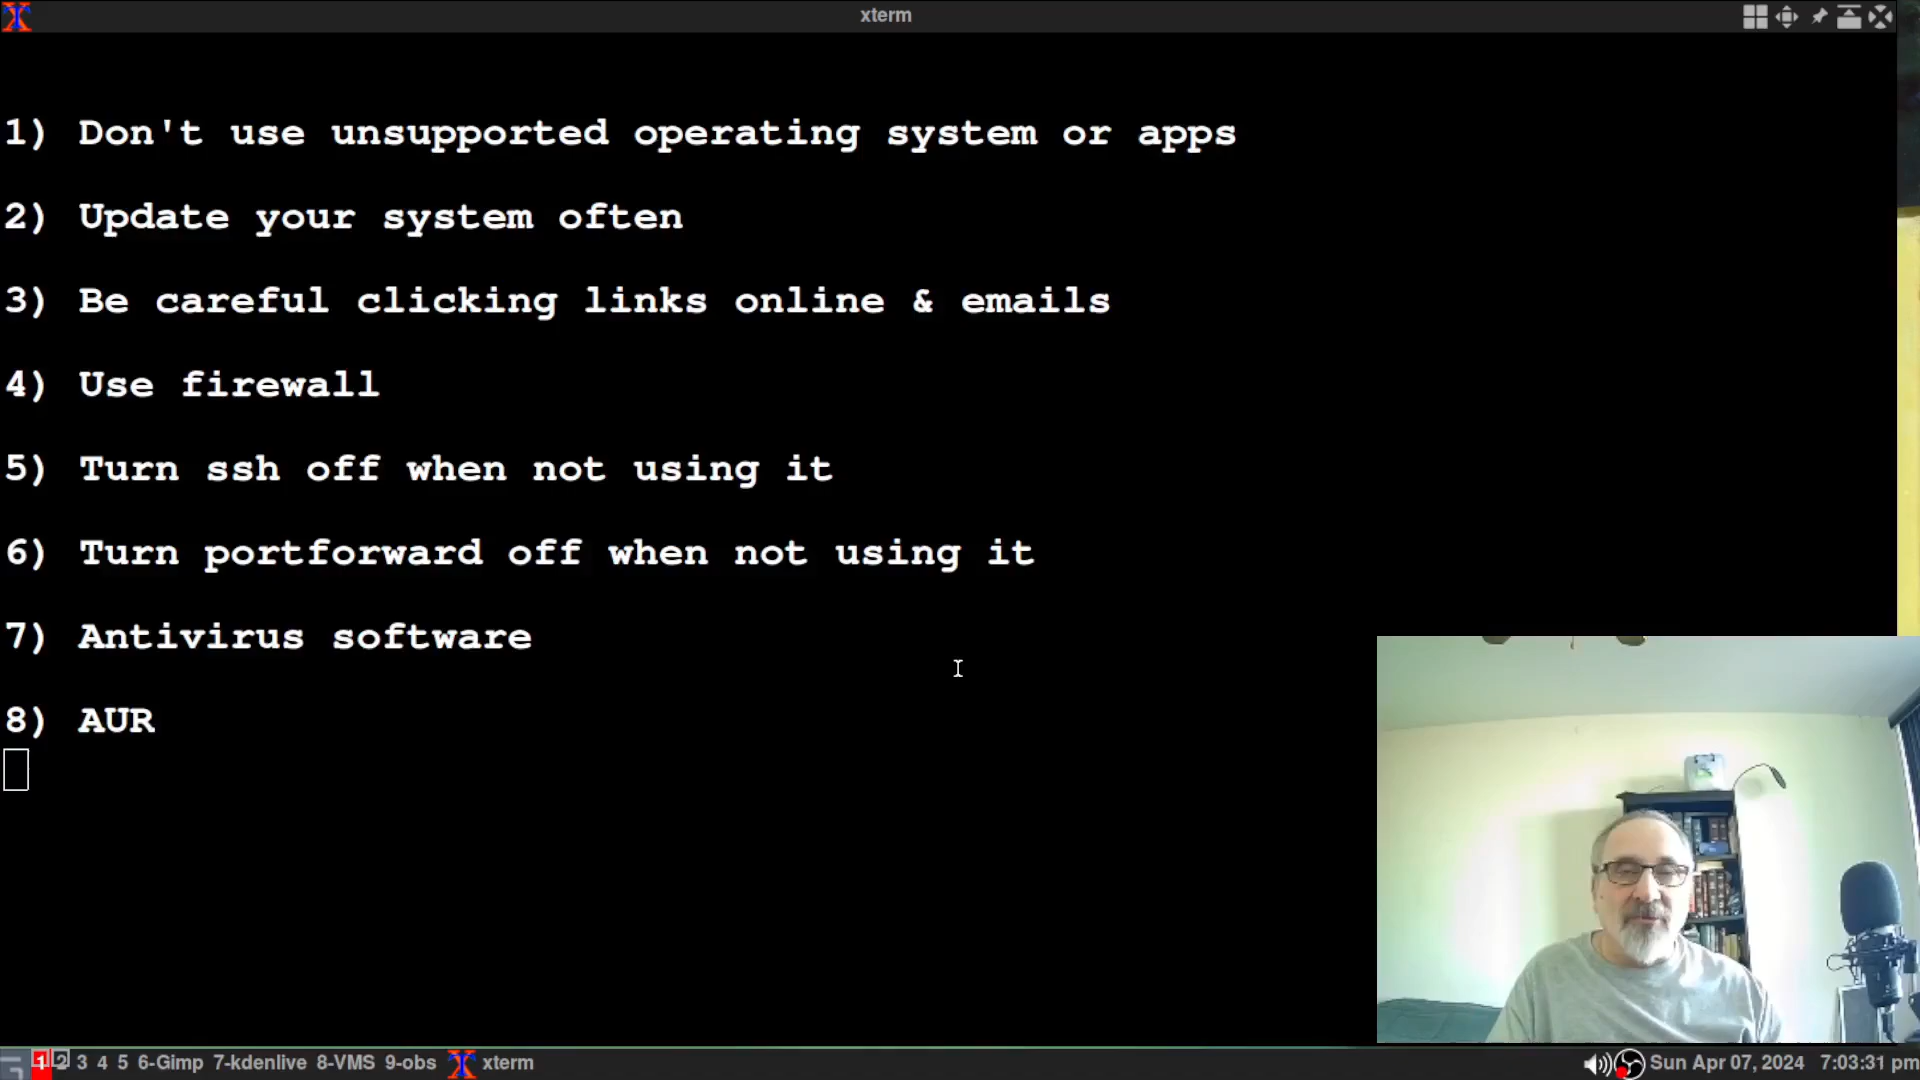 xterm
1) Don't use unsupported operating system or apps
2) Update your system often
3) Be careful clicking links online & emails
4) Use firewall
5) Turn ssh off when not using it
6) Turn portforward off when not using it
7) Antivirus software
8) AUR
1 2 3 4 5 6-Gimp 7-kdenlive 8-VMS 9-obs xterm Sun Apr 07, 2024 7:03:31 pm